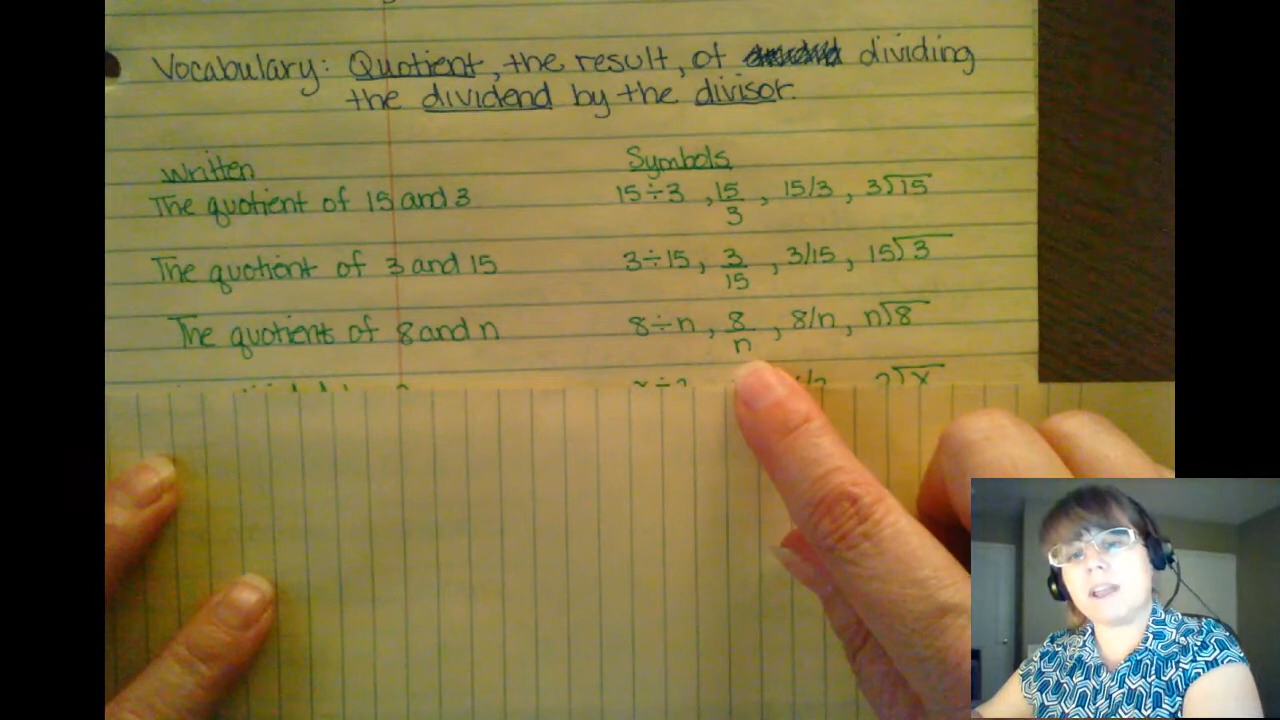 Vocabulary: Quotient, the result, of dividing
the dividend by the divisor.
Written Symbols
The quotient of 15 and 3 15÷3, 15/3, 15/3, 3⟌15
The quotient of 3 and 15 3÷15, 3/15, 3/15, 15⟌3
The quotient of 8 and n 8÷n, 8/n, 8/n, n⟌8